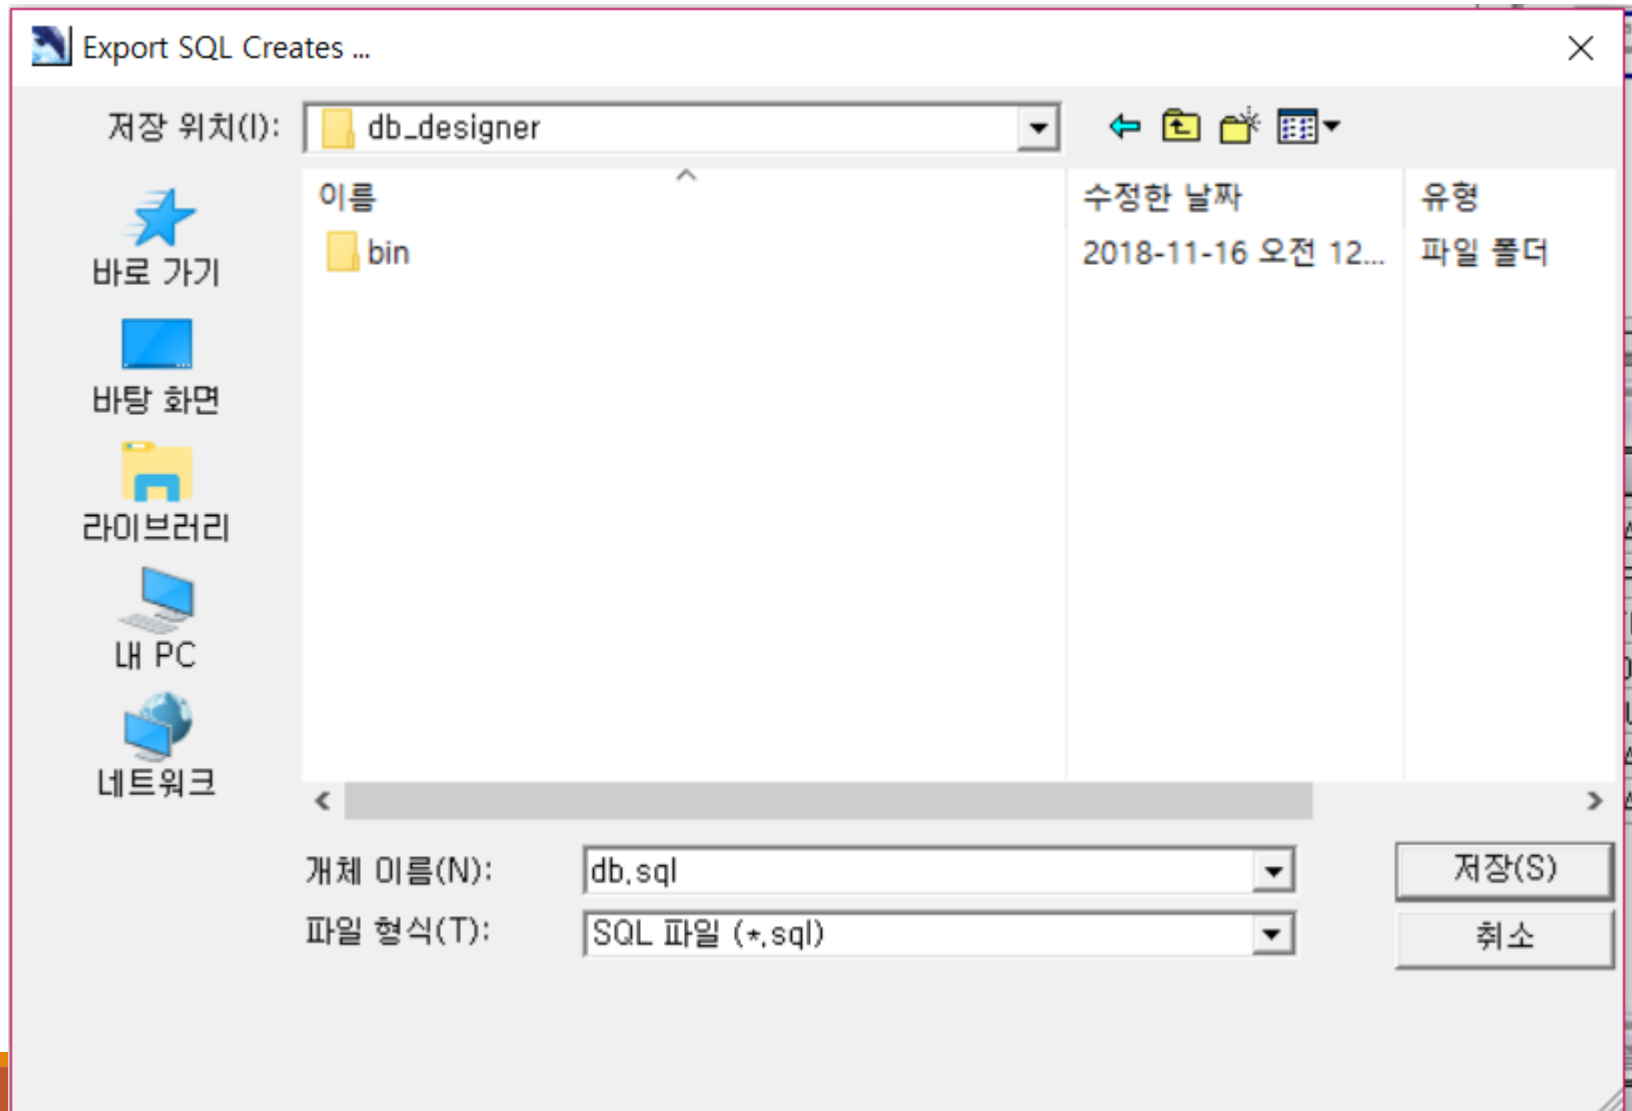 Export SQL Creates ...
저장 위치(I): db_designer
이름 수정한 날짜 유형
bin 2018-11-16 오전 12... 파일 폴더
바로 가기
바탕 화면
라이브러리
내 PC
네트워크
개체 이름(N): db.sql 저장(S)
파일 형식(T): SQL 파일 (*.sql) 취소